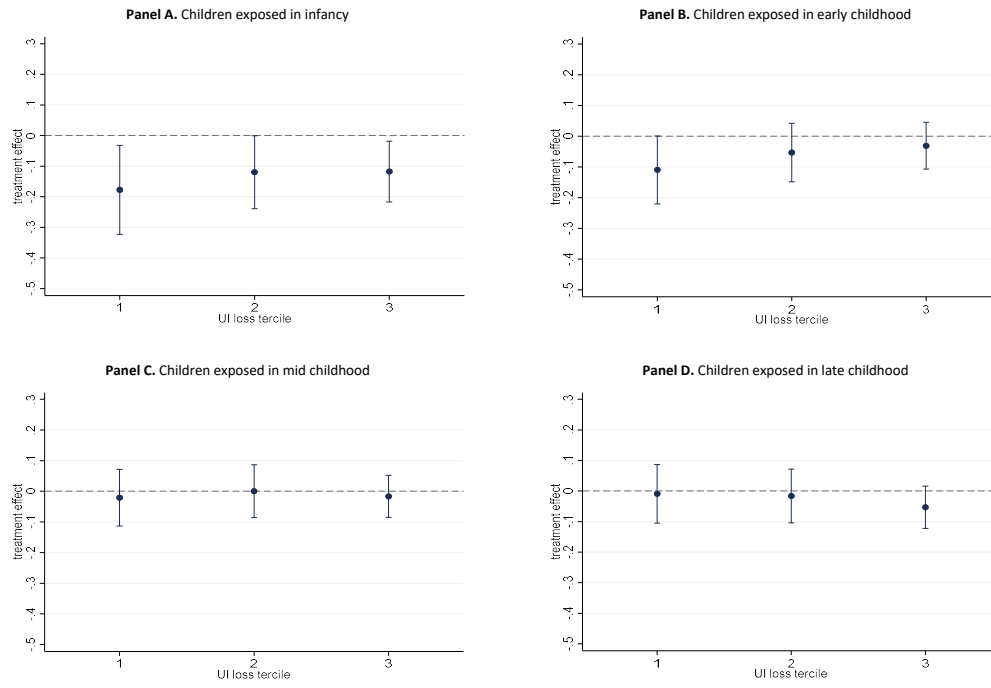 Panel A. Children exposed in infancy
treatment effect
.3
.2
.1
0
-.1
-.2
-.3
-.4
-.5
1 2 3
UI loss tercile
Panel B. Children exposed in early childhood
treatment effect
.3
.2
.1
0
-.1
-.2
-.3
-.4
-.5
1 2 3
UI loss tercile
Panel C. Children exposed in mid childhood
treatment effect
.3
.2
.1
0
-.1
-.2
-.3
-.4
-.5
1 2 3
UI loss tercile
Panel D. Children exposed in late childhood
treatment effect
.3
.2
.1
0
-.1
-.2
-.3
-.4
-.5
1 2 3
UI loss tercile